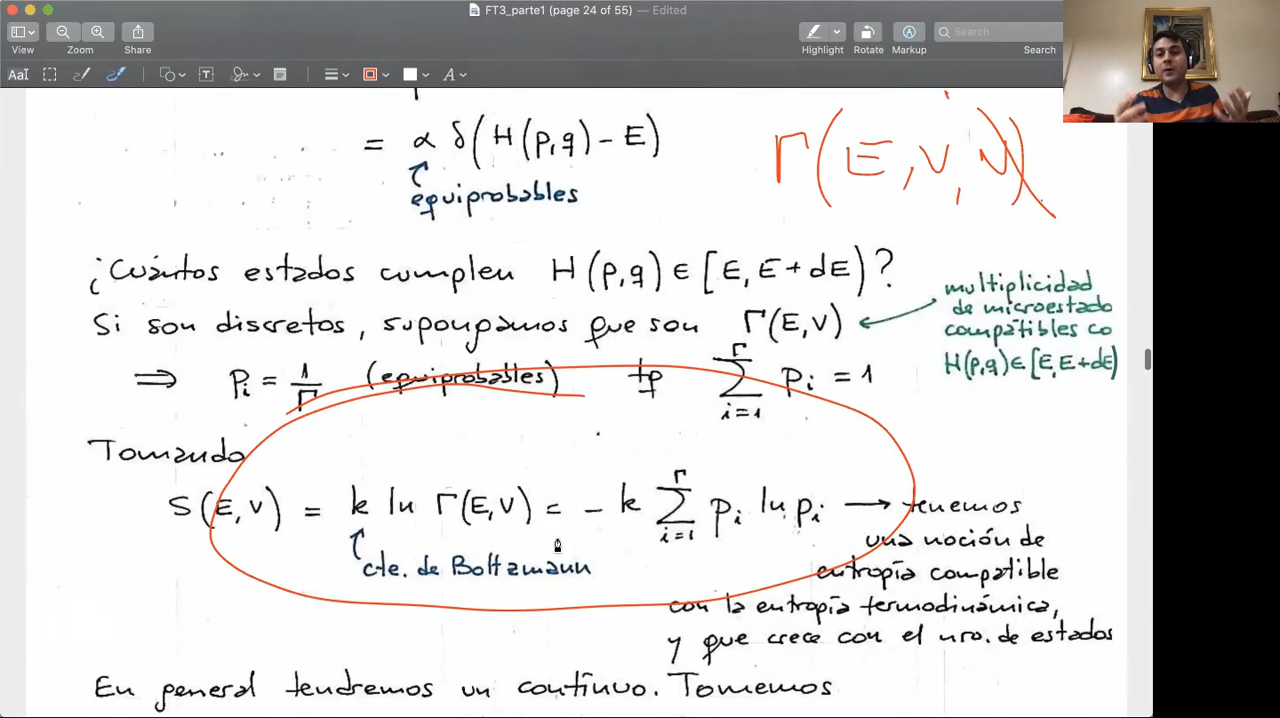 FT3_parte1 (page 24 of 55) — Edited
View
Zoom
Share
Highlight
Rotate
Markup
Search
Search
= α δ(H(p,q) - E)
equiprobables
Γ(E, V, N)
¿Cuántos estados cumplen H(p,q) ∈ [E, E+dE)?
Si son discretos, supongamos que son Γ(E,V)
multiplicidad
de microestado
compatibles co
H(p,q)∈[E,E+dE)
⇒ pᵢ = 1/Γ (equiprobables) tq ∑ᵢ₌₁^Γ pᵢ = 1
Tomando
S(E,V) = k ln Γ(E,V) = - k ∑ᵢ₌₁^Γ pᵢ ln pᵢ → tenemos
una noción de
cte. de Boltzmann
entropía compatible
con la entropía termodinámica,
y que crece con el nro. de estados
En general tendremos un contínuo. Tomemos